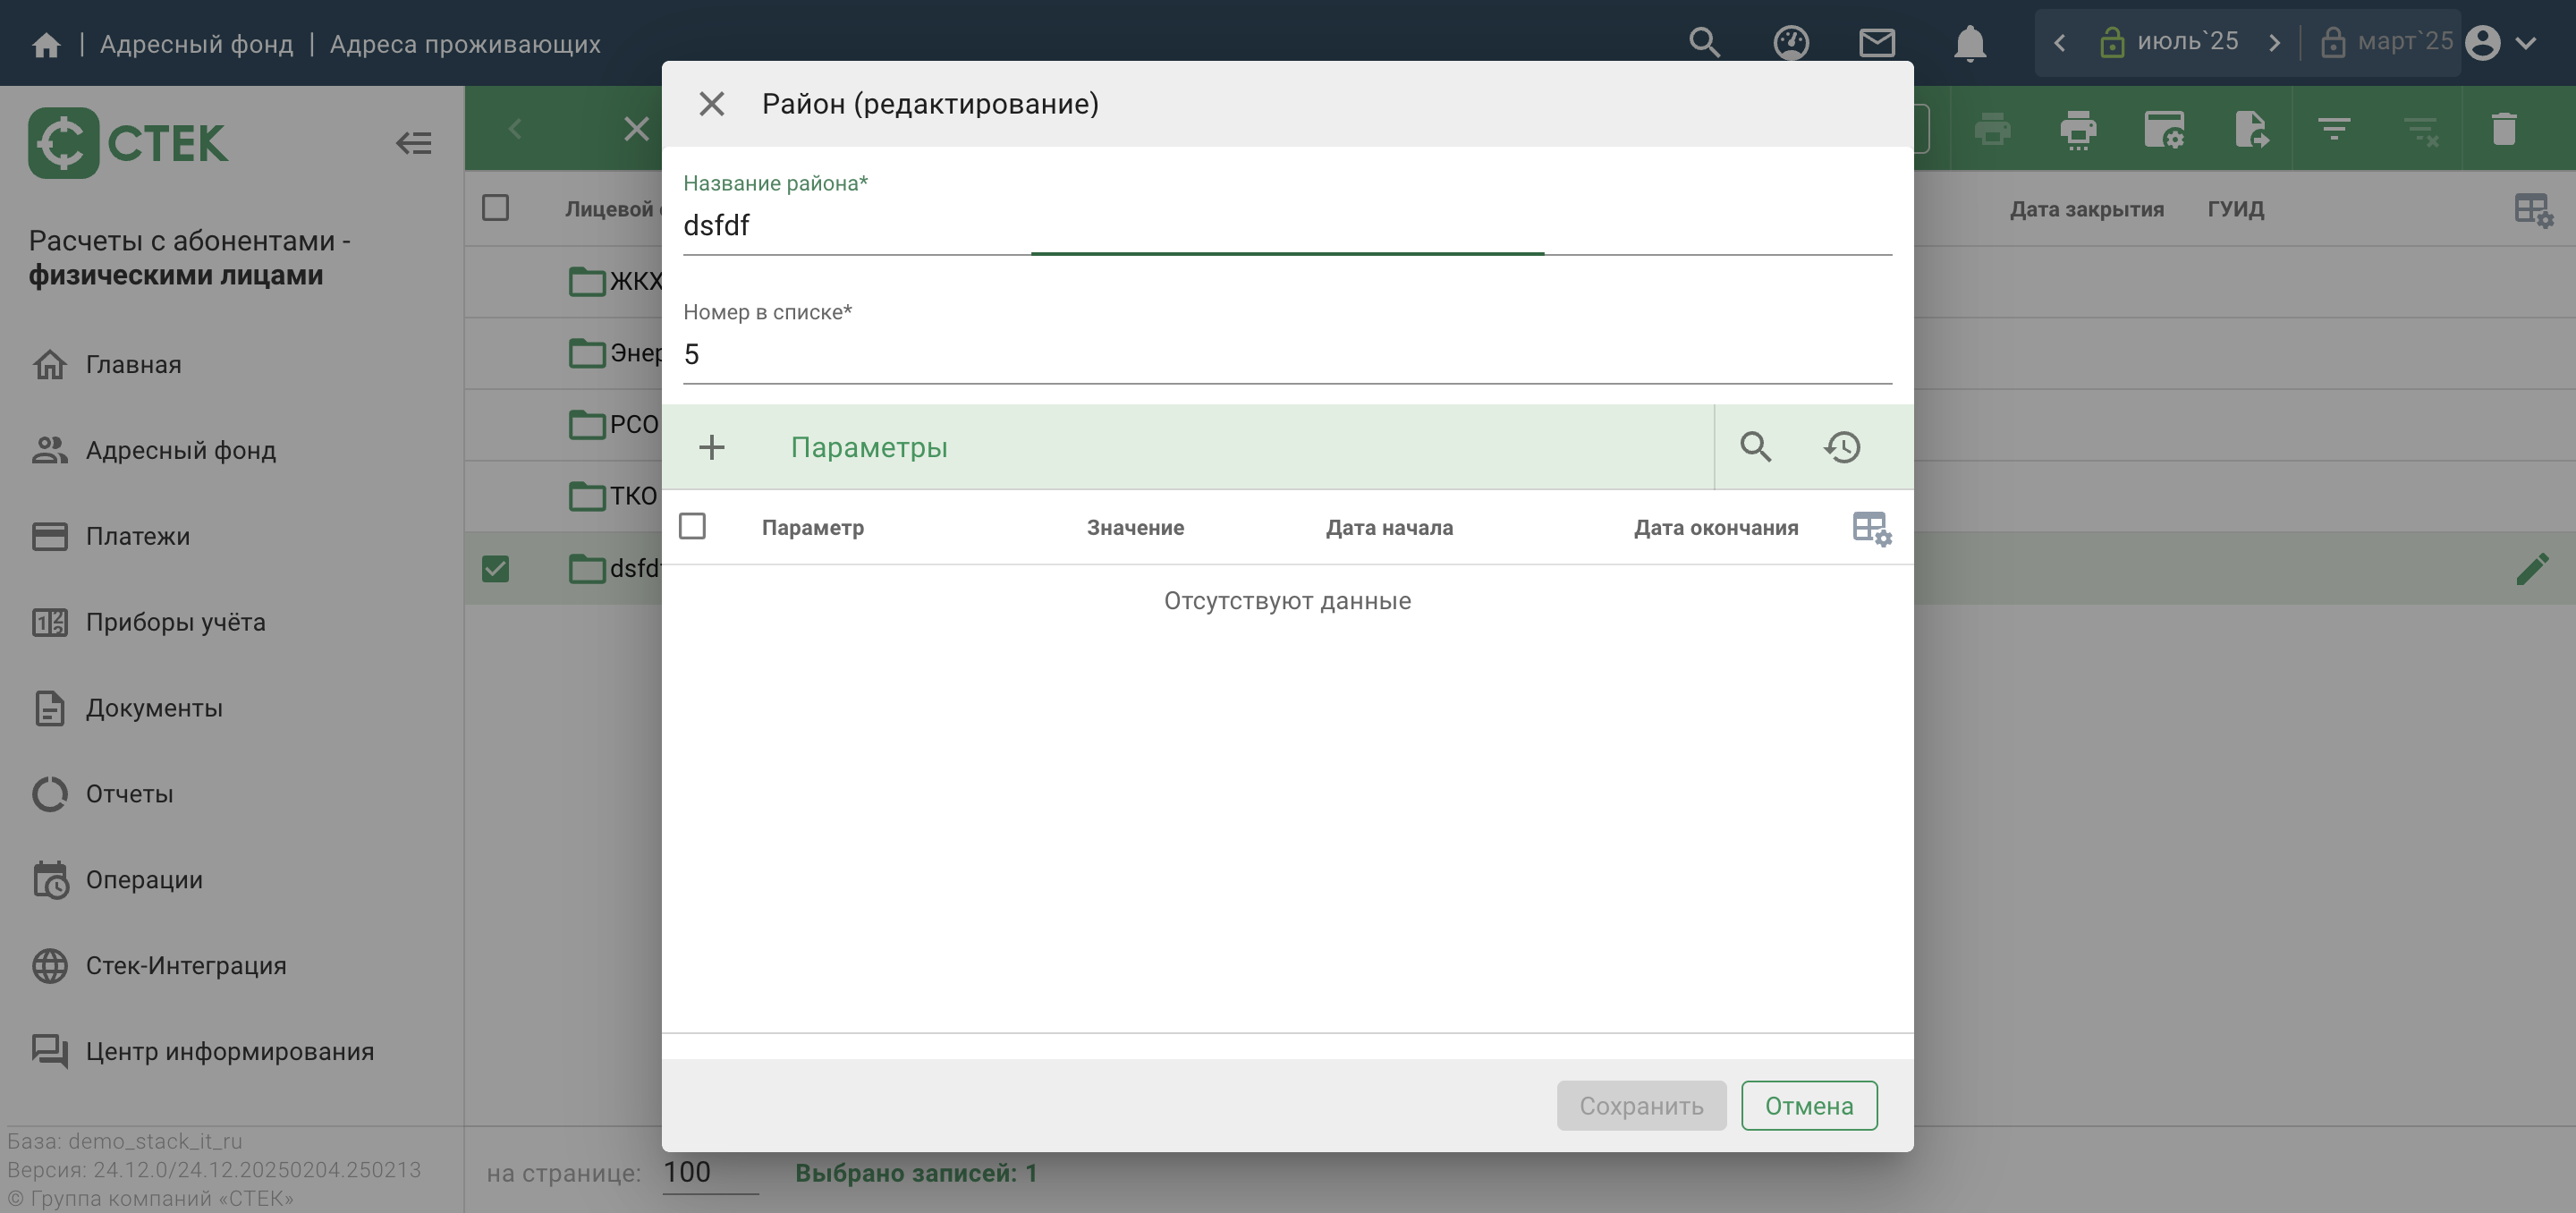 | Адресный фонд | Адреса проживающих
июль`25
март`25
СТЕК
Расчеты с абонентами -
физическими лицами
Главная
Адресный фонд
Платежи
Приборы учёта
Документы
Отчеты
Операции
Стек-Интеграция
Центр информирования
База: demo_stack_it_ru
Версия: 24.12.0/24.12.20250204.250213
© Группа компаний «СТЕК»
Лицевой
Дата закрытия
ГУИД
ЖКХ
Энер
РСО
ТКО
dsfd
Район (редактирование)
Название района*
dsfdf
Номер в списке*
5
Параметры
Параметр
Значение
Дата начала
Дата окончания
Отсутствуют данные
Сохранить
Отмена
на странице: 100
Выбрано записей: 1